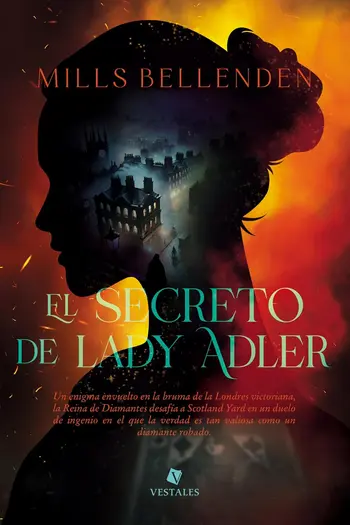 MILLS BELLENDEN
EL SECRETO
DE LADY ADLER
Un enigma envuelto en la bruma de la Londres victoriana,
la Reina de Diamantes desafía a Scotland Yard en un duelo
de ingenio en el que la verdad es tan valiosa como un
diamante robado.
V
VESTALES